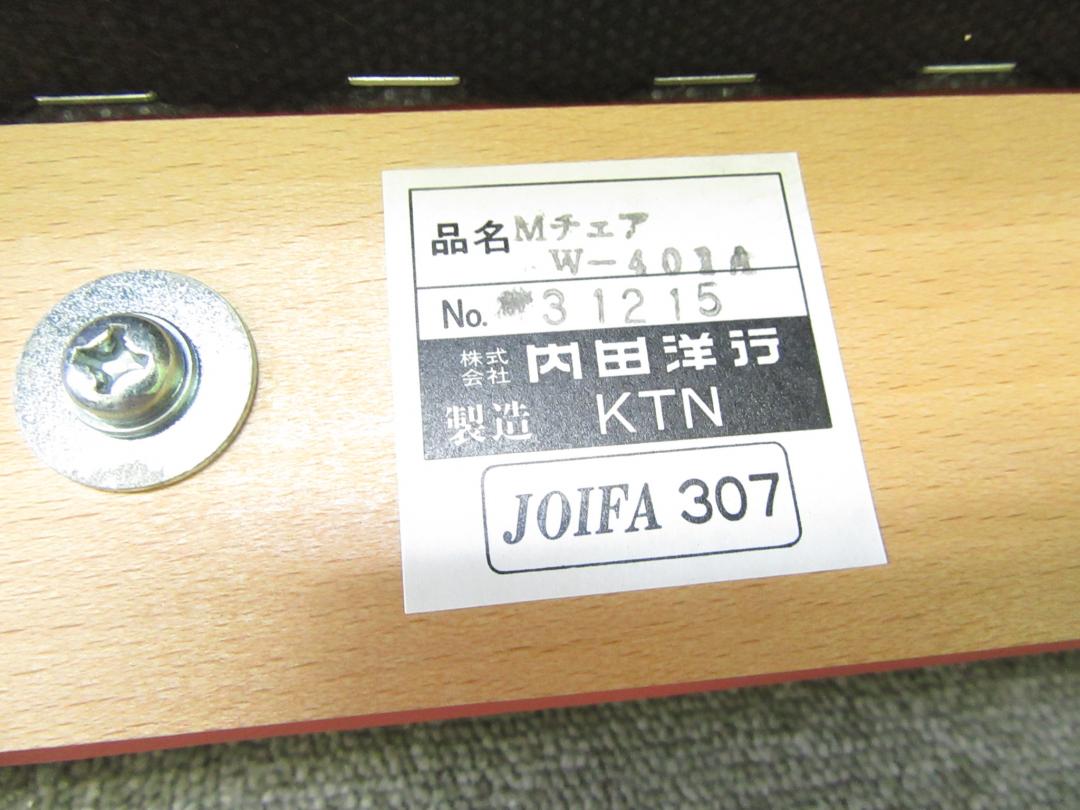 品名 Mチェア
W-401A
No. 31215
株式会社 内田洋行
製造 KTN
JOIFA 307